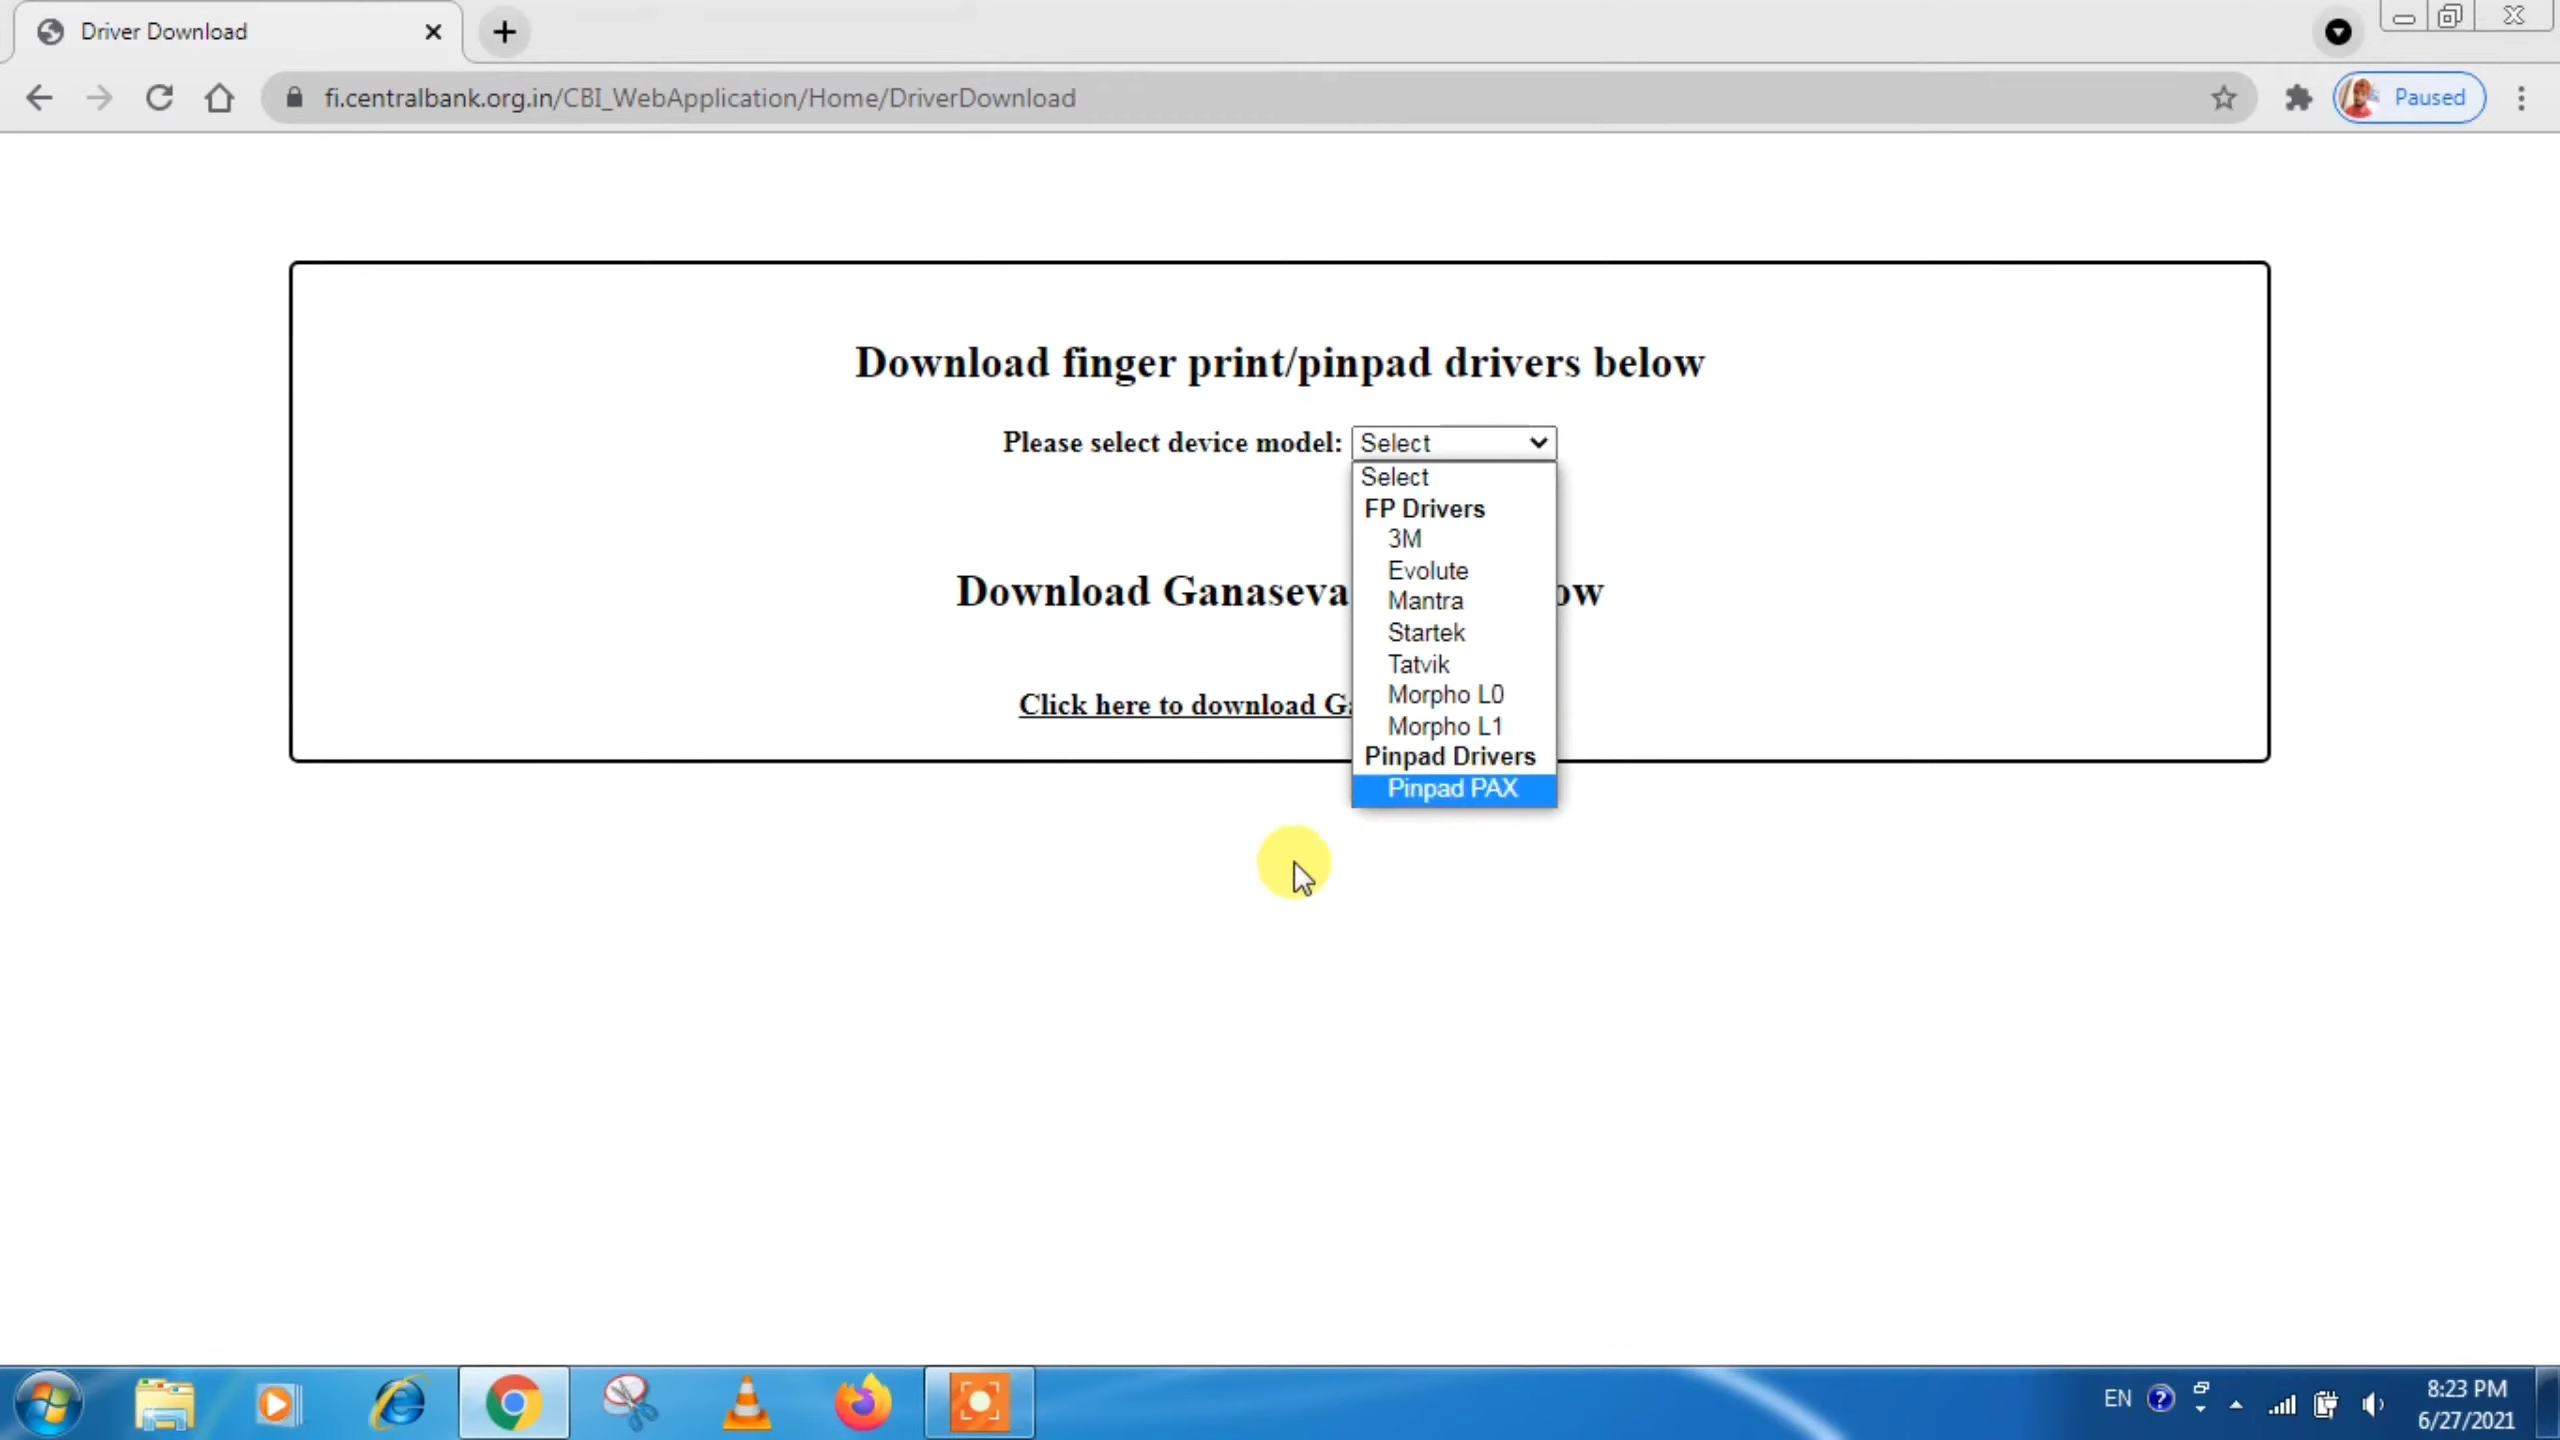 Driver Download
fi.centralbank.org.in/CBI_WebApplication/Home/DriverDownload
Paused
Download finger print/pinpad drivers below
Please select device model: Select
Select
FP Drivers
3M
Evolute
Mantra
Startek
Tatvik
Morpho L0
Morpho L1
Pinpad Drivers
Pinpad PAX
Download Ganaseva
Click here to download
EN
8:23 PM
6/27/2021